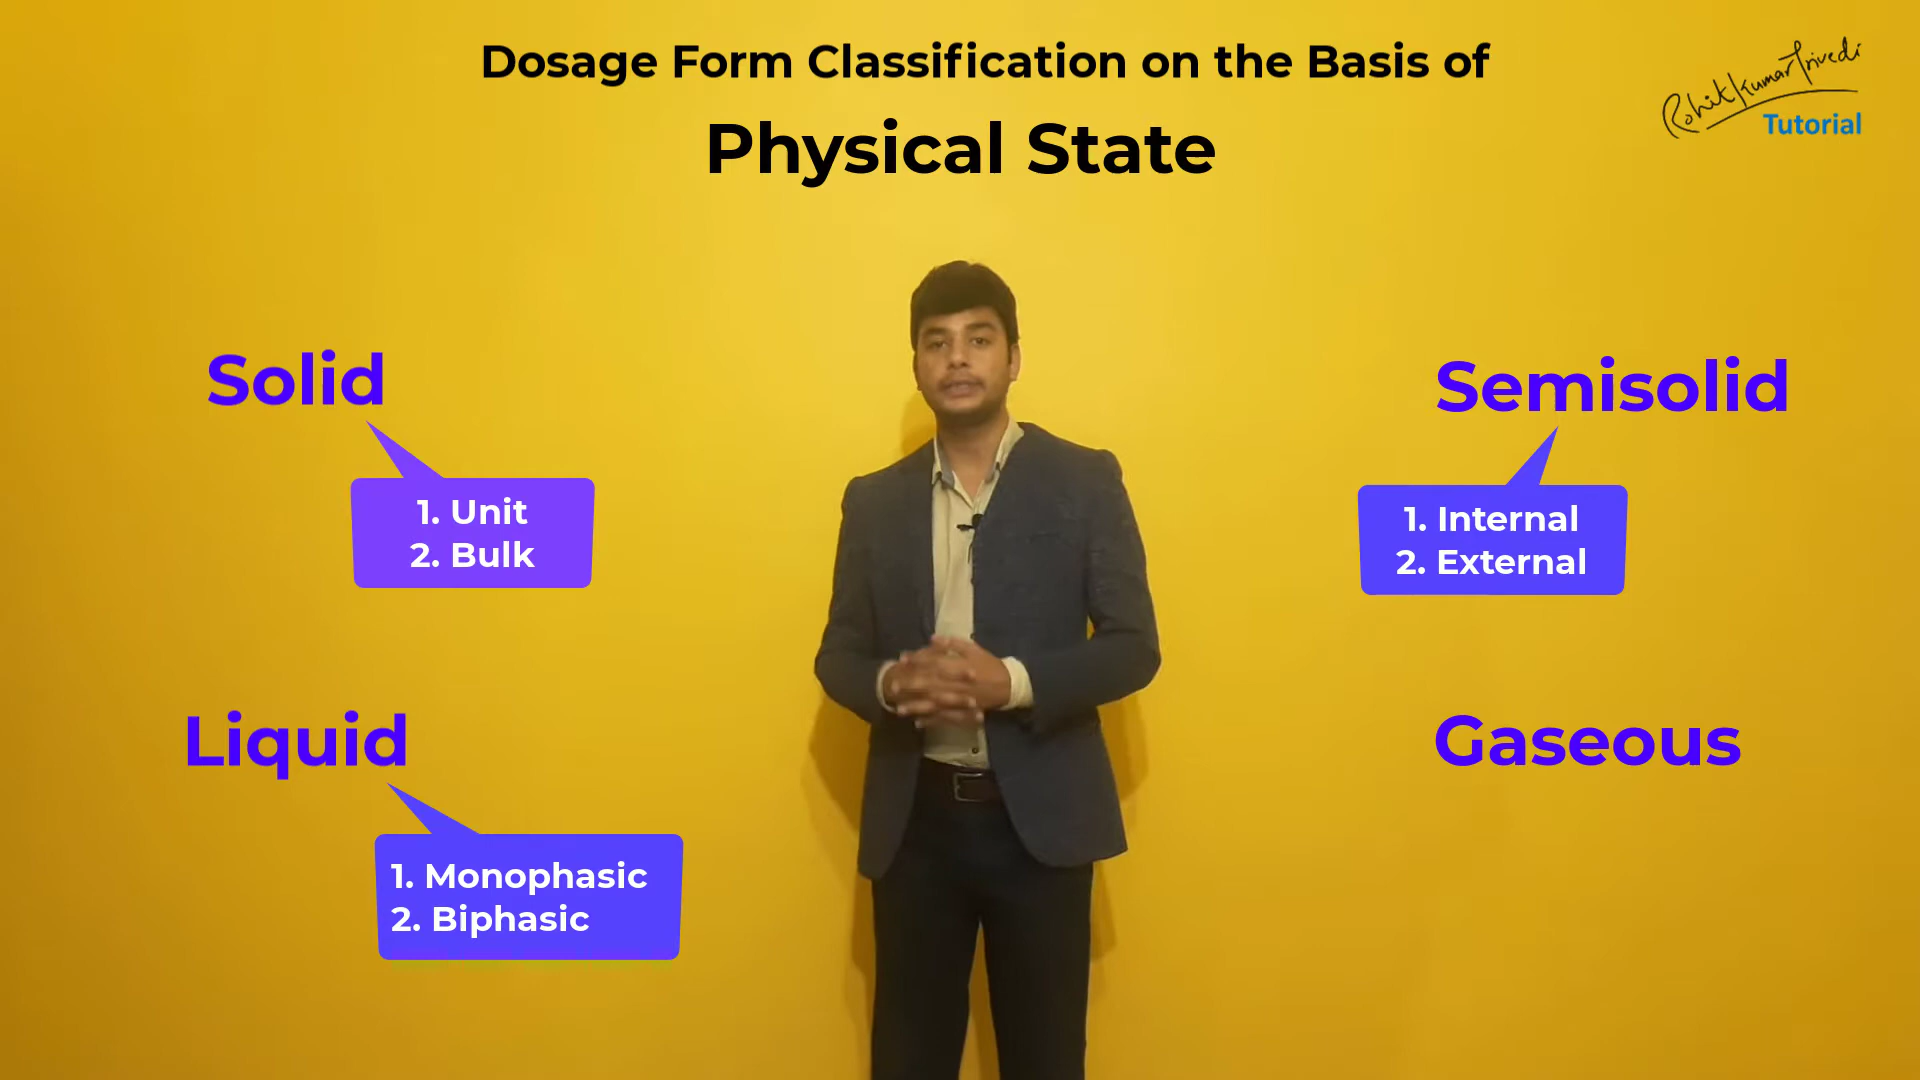 Dosage Form Classification on the Basis of
Physical State
Rohit Kumar Trivedi
Tutorial
Solid
1. Unit
2. Bulk
Semisolid
1. Internal
2. External
Liquid
1. Monophasic
2. Biphasic
Gaseous